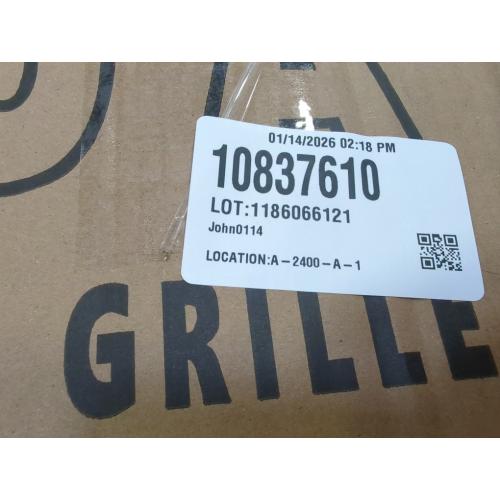 01/14/2026 02:18 PM
10837610
LOT:1186066121
John0114
LOCATION:A-2400-A-1
GRILLE